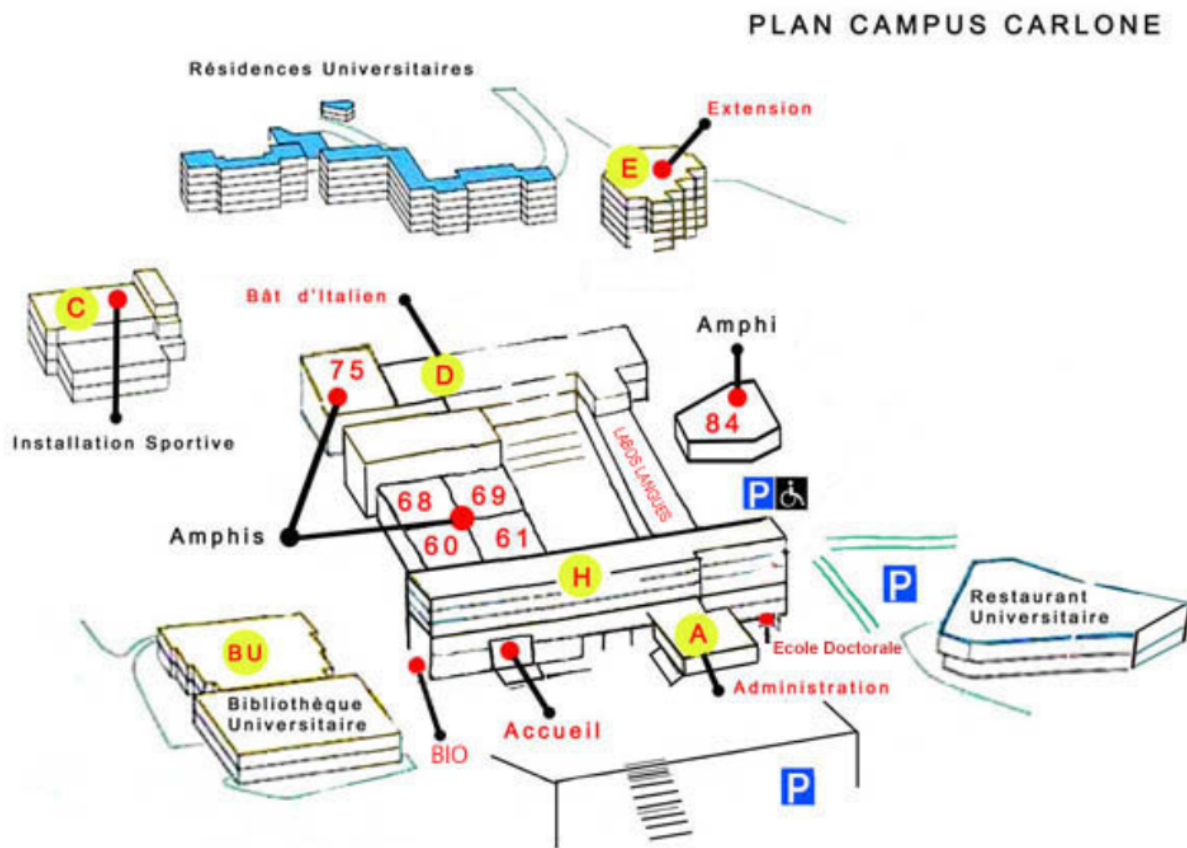 PLAN CAMPUS CARLONE
Résidences Universitaires
Extension
E
C
Bât d'Italien
Amphi
75
D
84
Installation Sportive
LABOS LANGUES
68
69
P
Amphis
60
61
H
P
Restaurant
Universitaire
BU
A
Ecole Doctorale
Bibliothèque
Universitaire
Administration
Accueil
BIO
P